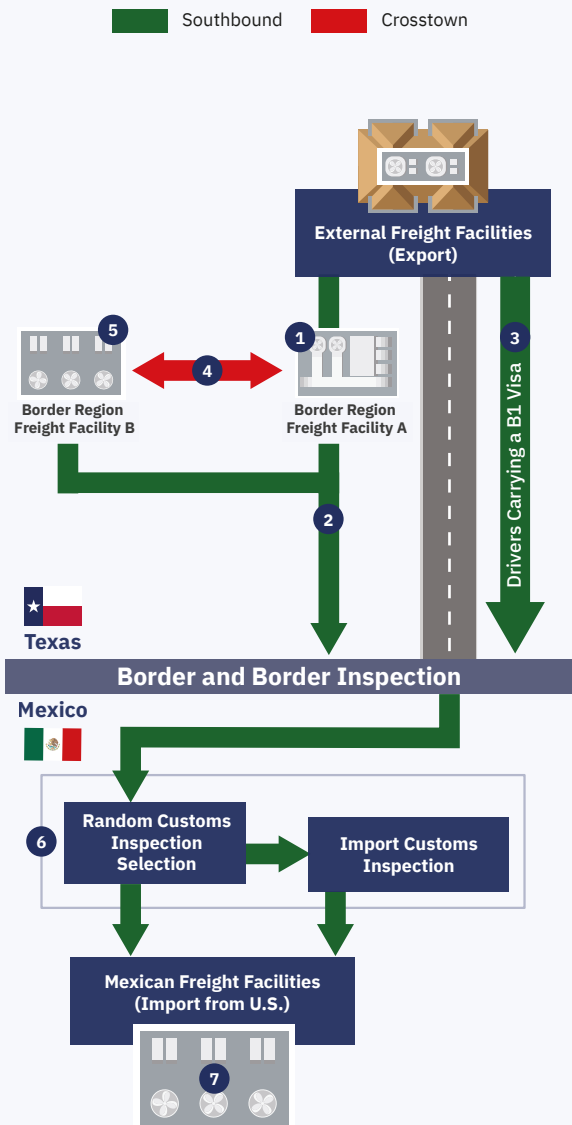 Southbound
Crosstown
External Freight Facilities
(Export)
5
1
3
4
Border Region
Freight Facility B
Border Region
Freight Facility A
Drivers Carrying a B1 Visa
2
Texas
Border and Border Inspection
Mexico
Random Customs
Inspection
Selection
6
Import Customs
Inspection
Mexican Freight Facilities
(Import from U.S.)
7